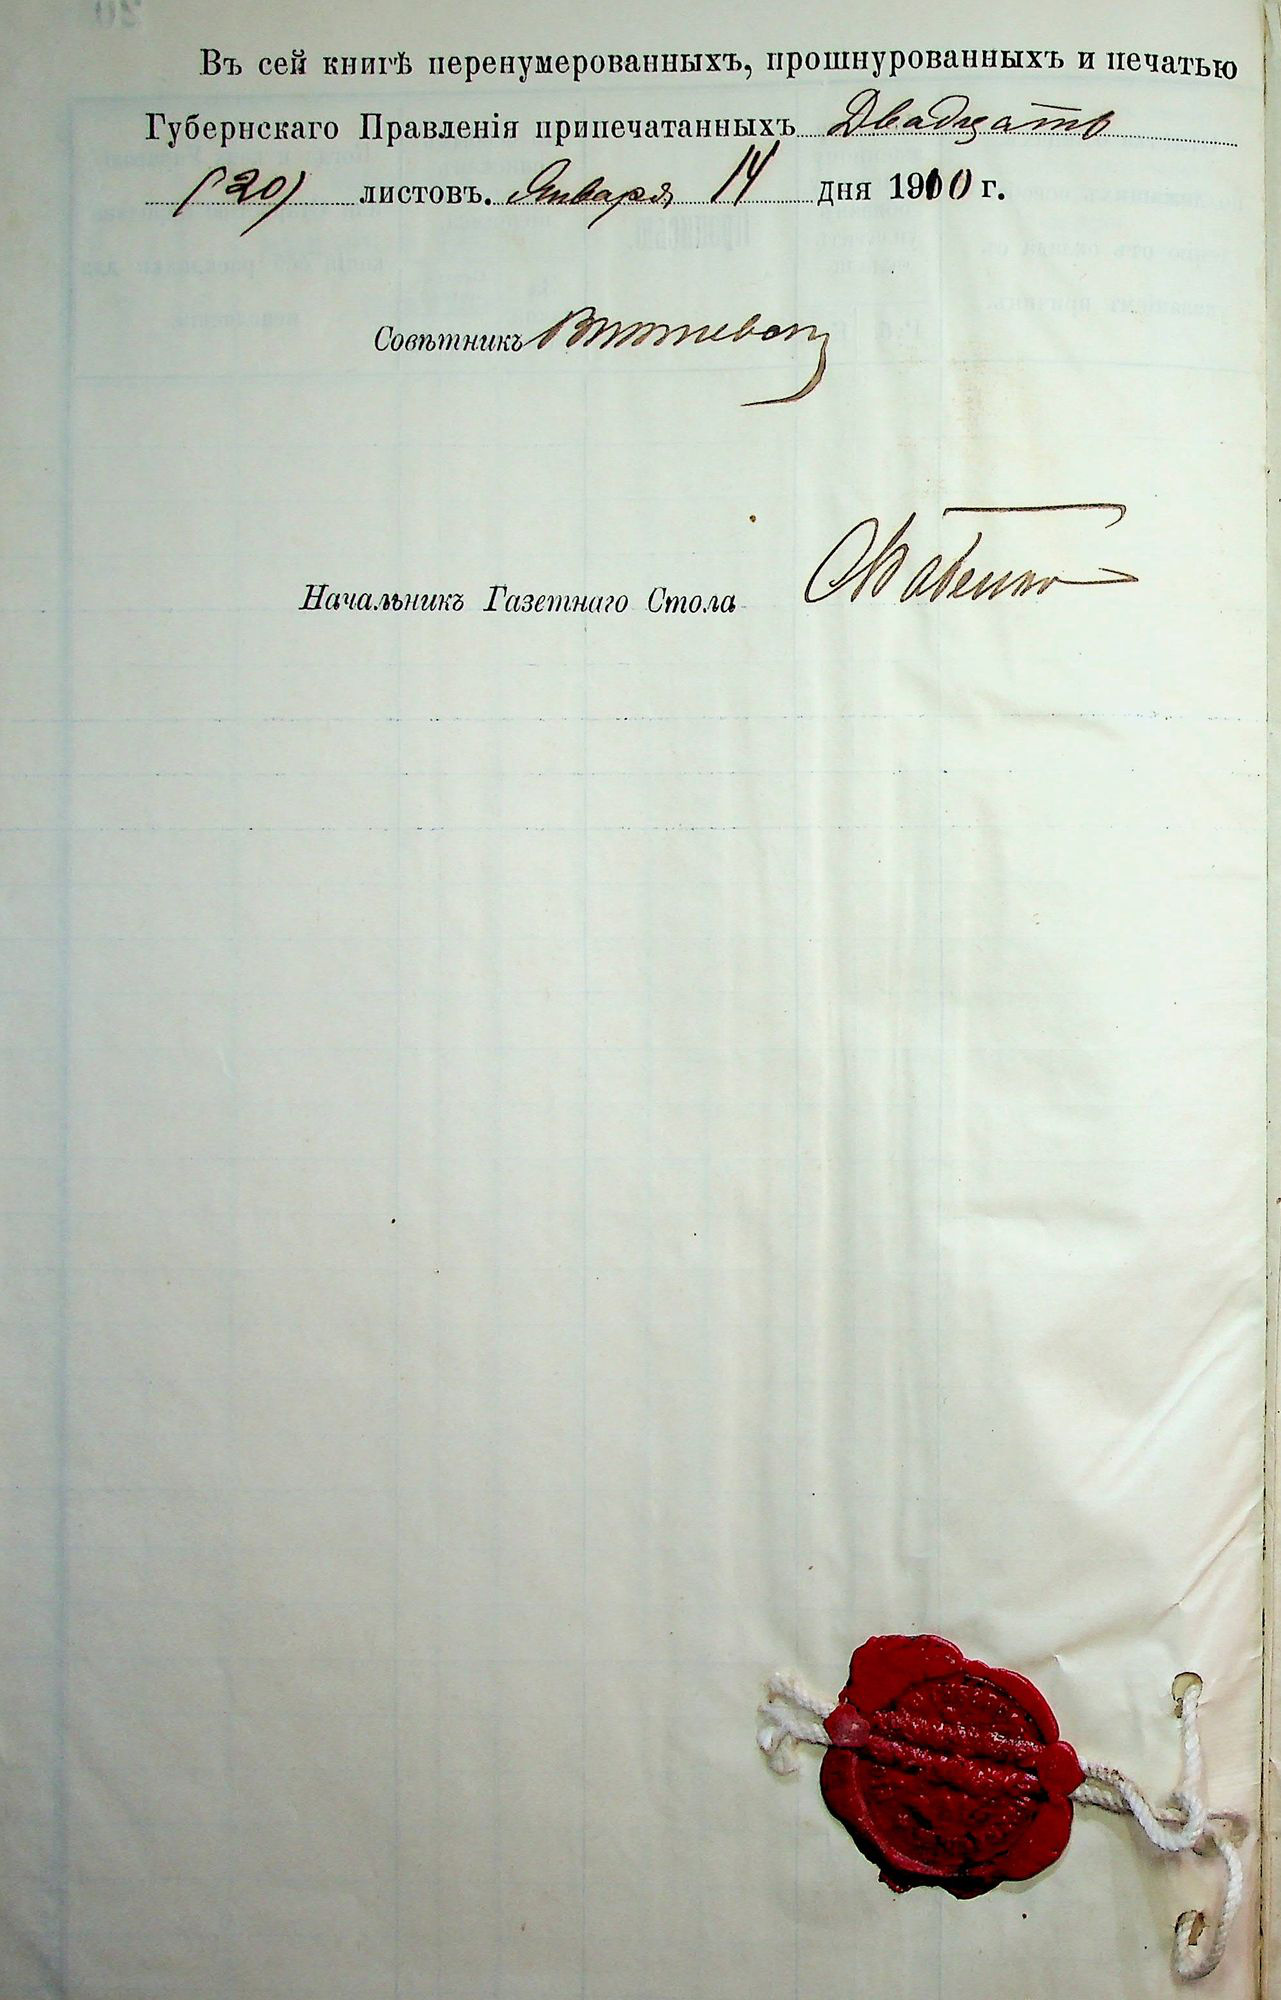 Въ сей книгѣ перенумерованныхъ, прошнурованныхъ и печатью
Губернскаго Правленія припечатанныхъ Двадцать
(20) листовъ. Января 14 дня 1910 г.
Совѣтникъ
Начальникъ Газетнаго Стола